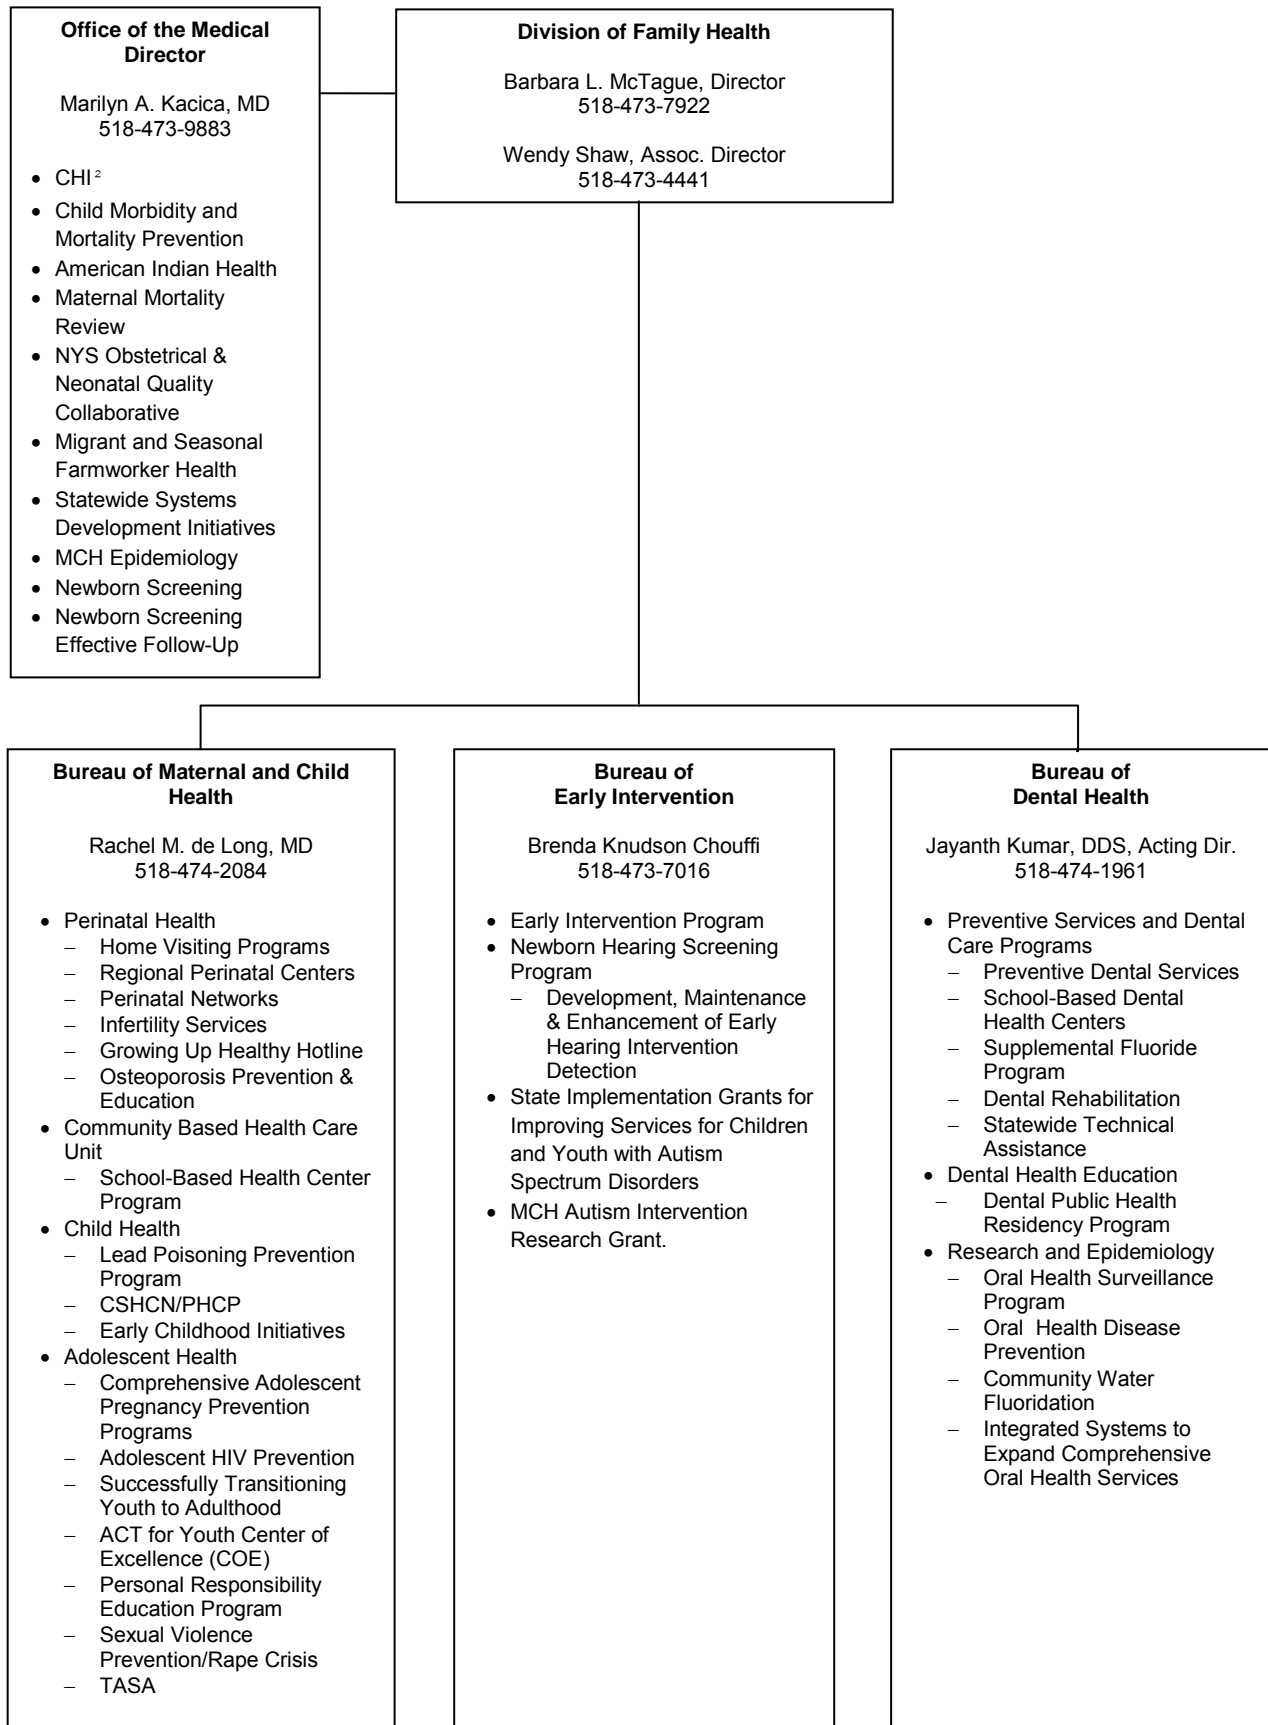 Office of the Medical
Director
Marilyn A. Kacica, MD
518-473-9883
• CHI ²
• Child Morbidity and
Mortality Prevention
• American Indian Health
• Maternal Mortality
Review
• NYS Obstetrical &
Neonatal Quality
Collaborative
• Migrant and Seasonal
Farmworker Health
• Statewide Systems
Development Initiatives
• MCH Epidemiology
• Newborn Screening
• Newborn Screening
Effective Follow-Up
Division of Family Health
Barbara L. McTague, Director
518-473-7922
Wendy Shaw, Assoc. Director
518-473-4441
Bureau of Maternal and Child
Health
Rachel M. de Long, MD
518-474-2084
• Perinatal Health
– Home Visiting Programs
– Regional Perinatal Centers
– Perinatal Networks
– Infertility Services
– Growing Up Healthy Hotline
– Osteoporosis Prevention &
Education
• Community Based Health Care
Unit
– School-Based Health Center
Program
• Child Health
– Lead Poisoning Prevention
Program
– CSHCN/PHCP
– Early Childhood Initiatives
• Adolescent Health
– Comprehensive Adolescent
Pregnancy Prevention
Programs
– Adolescent HIV Prevention
– Successfully Transitioning
Youth to Adulthood
– ACT for Youth Center of
Excellence (COE)
– Personal Responsibility
Education Program
– Sexual Violence
Prevention/Rape Crisis
– TASA
Bureau of
Early Intervention
Brenda Knudson Chouffi
518-473-7016
• Early Intervention Program
• Newborn Hearing Screening
Program
– Development, Maintenance
& Enhancement of Early
Hearing Intervention
Detection
• State Implementation Grants for
Improving Services for Children
and Youth with Autism
Spectrum Disorders
• MCH Autism Intervention
Research Grant.
Bureau of
Dental Health
Jayanth Kumar, DDS, Acting Dir.
518-474-1961
• Preventive Services and Dental
Care Programs
– Preventive Dental Services
– School-Based Dental
Health Centers
– Supplemental Fluoride
Program
– Dental Rehabilitation
– Statewide Technical
Assistance
• Dental Health Education
– Dental Public Health
Residency Program
• Research and Epidemiology
– Oral Health Surveillance
Program
– Oral Health Disease
Prevention
– Community Water
Fluoridation
– Integrated Systems to
Expand Comprehensive
Oral Health Services